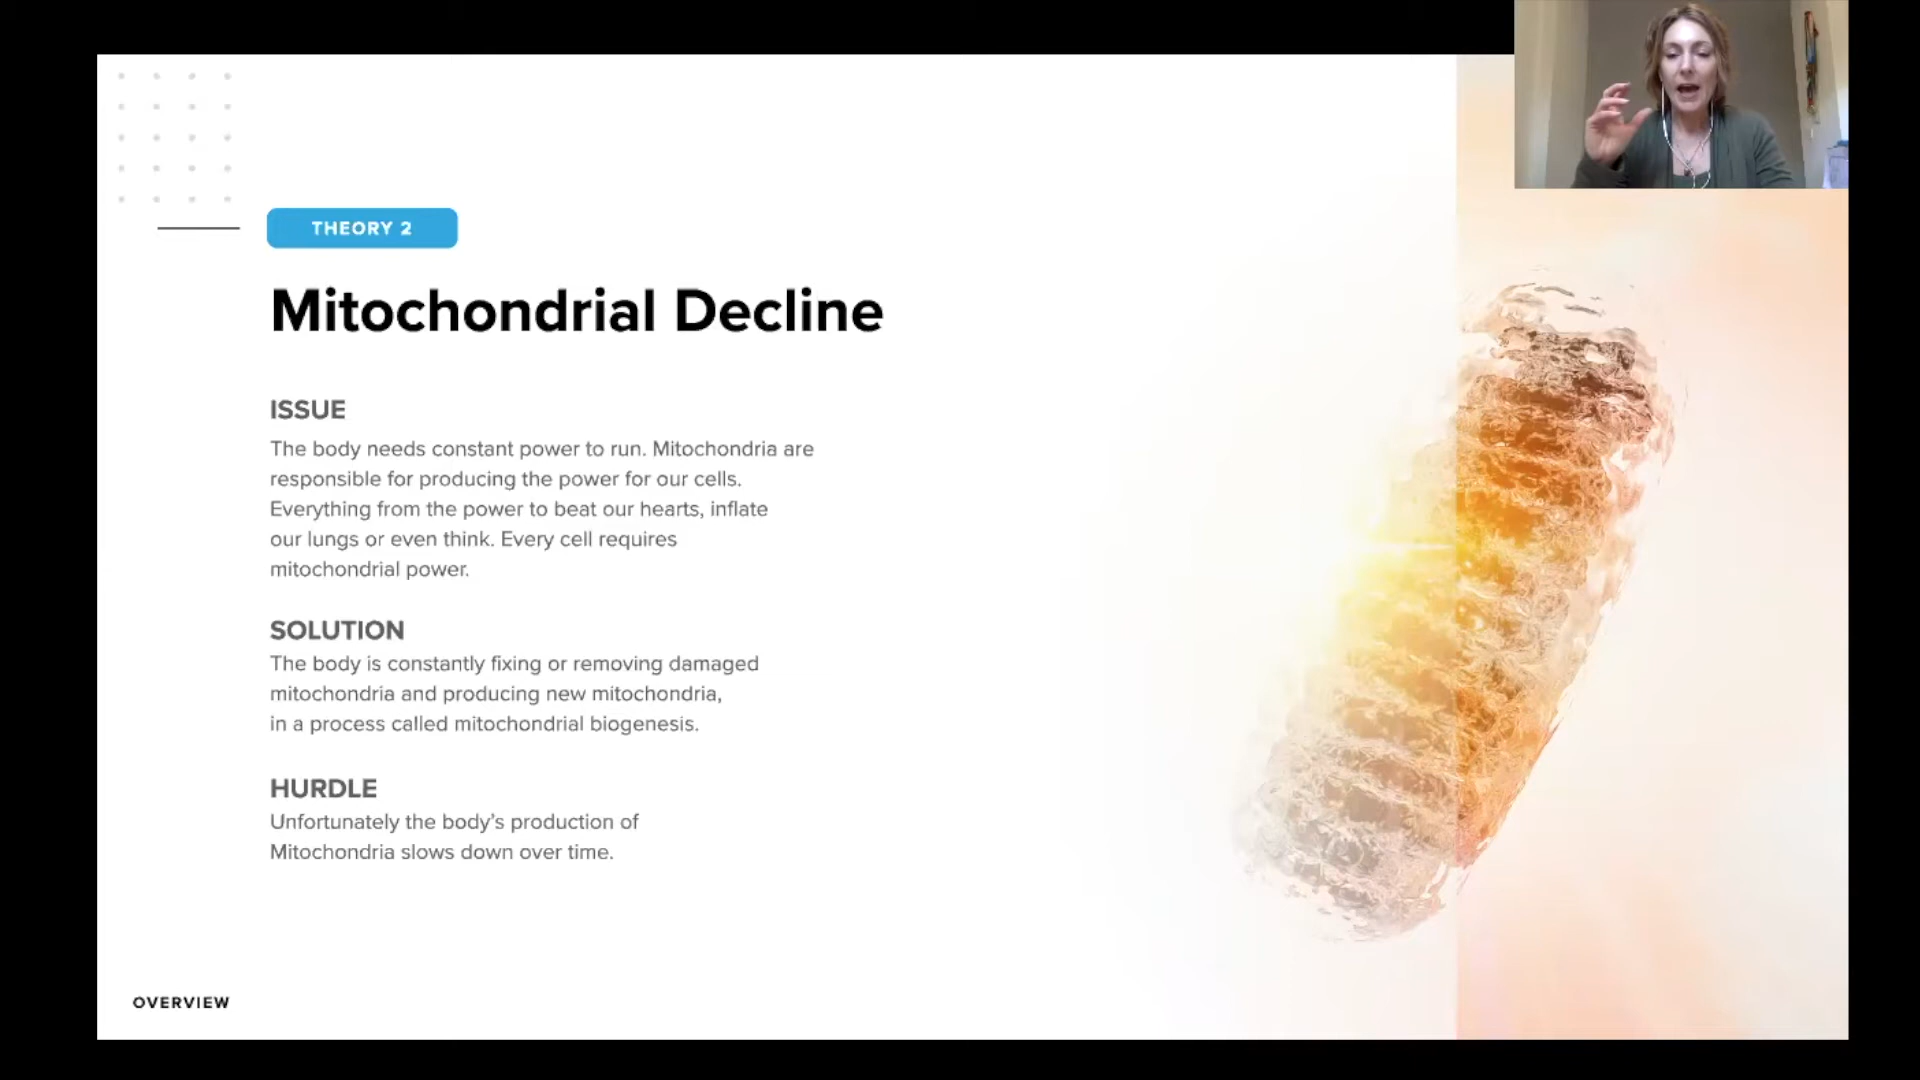 THEORY 2
Mitochondrial Decline
ISSUE
The body needs constant power to run. Mitochondria are
responsible for producing the power for our cells.
Everything from the power to beat our hearts, inflate
our lungs or even think. Every cell requires
mitochondrial power.
SOLUTION
The body is constantly fixing or removing damaged
mitochondria and producing new mitochondria,
in a process called mitochondrial biogenesis.
HURDLE
Unfortunately the body's production of
Mitochondria slows down over time.
OVERVIEW